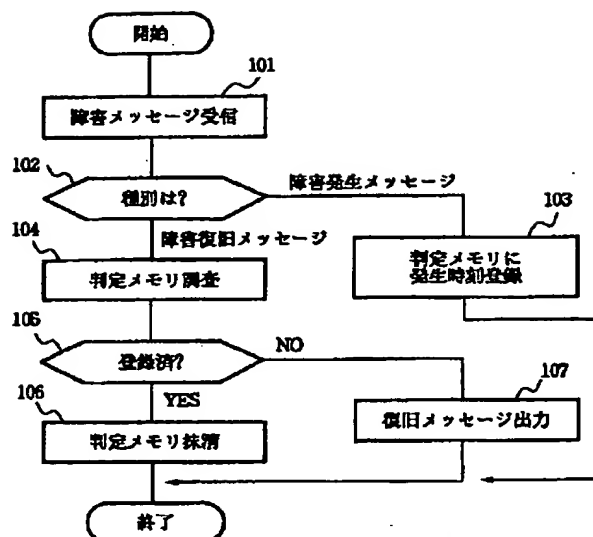 開始
101
障害メッセージ受信
102
種別は?
障害発生メッセージ
103
判定メモリに
発生時刻登録
104
障害復旧メッセージ
判定メモリ調査
105
登録済?
NO
107
復旧メッセージ出力
106
YES
判定メモリ抹消
終了